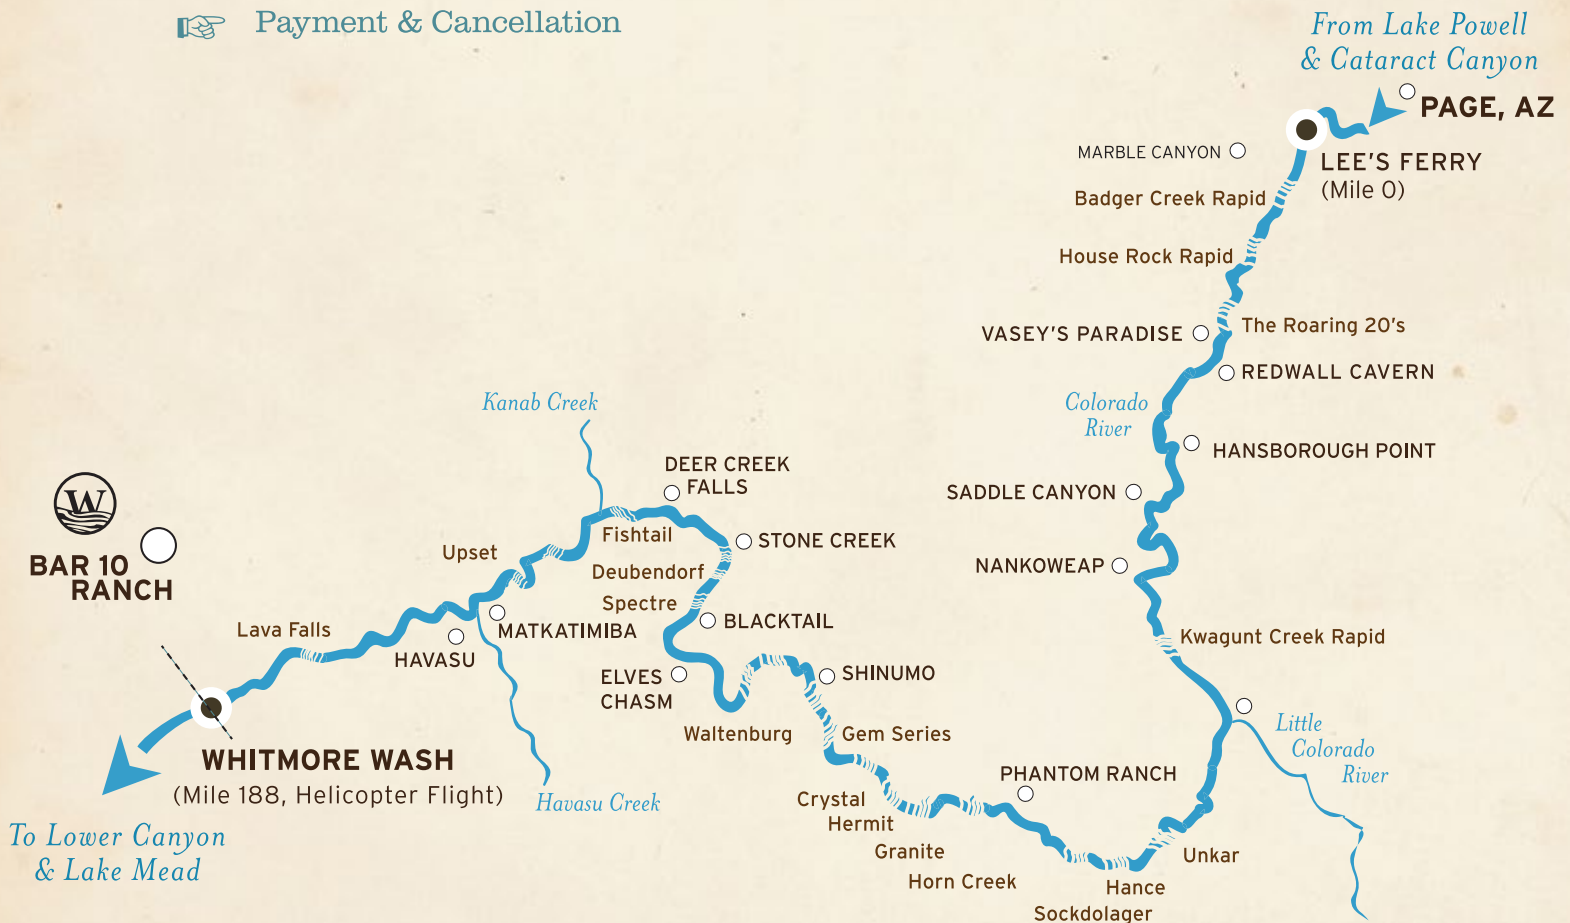 Payment & Cancellation
From Lake Powell
& Cataract Canyon
PAGE, AZ
LEE'S FERRY
(Mile 0)
MARBLE CANYON
Badger Creek Rapid
House Rock Rapid
The Roaring 20's
VASEY'S PARADISE
REDWALL CAVERN
Colorado
River
HANSBOROUGH POINT
SADDLE CANYON
NANKOWEAP
Kwagunt Creek Rapid
Little
Colorado
River
Unkar
Hance
Sockdolager
PHANTOM RANCH
Horn Creek
Granite
Hermit
Crystal
Gem Series
SHINUMO
Waltenburg
ELVES
CHASM
BLACKTAIL
Spectre
Deubendorf
STONE CREEK
DEER CREEK
FALLS
Fishtail
Kanab Creek
Upset
MATKATIMIBA
HAVASU
Havasu Creek
Lava Falls
W
BAR 10
RANCH
WHITMORE WASH
(Mile 188, Helicopter Flight)
To Lower Canyon
& Lake Mead